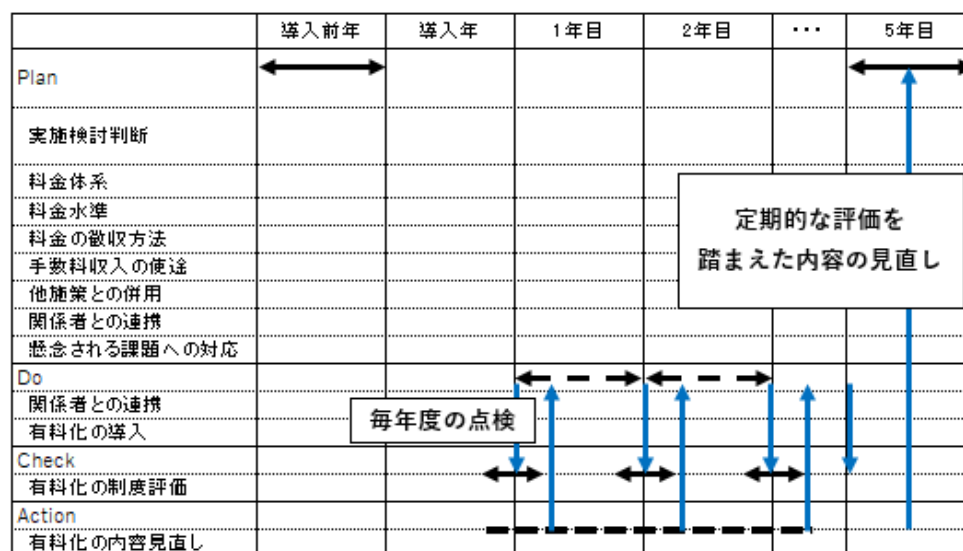 導入前年 導入年 1年目 2年目 ・・・ 5年目
Plan
実施検討判断
料金体系
料金水準
料金の徴収方法
手数料収入の使途
他施策との併用
関係者との連携
懸念される課題への対応
定期的な評価を
踏まえた内容の見直し
Do
関係者との連携
有料化の導入
毎年度の点検
Check
有料化の制度評価
Action
有料化の内容見直し